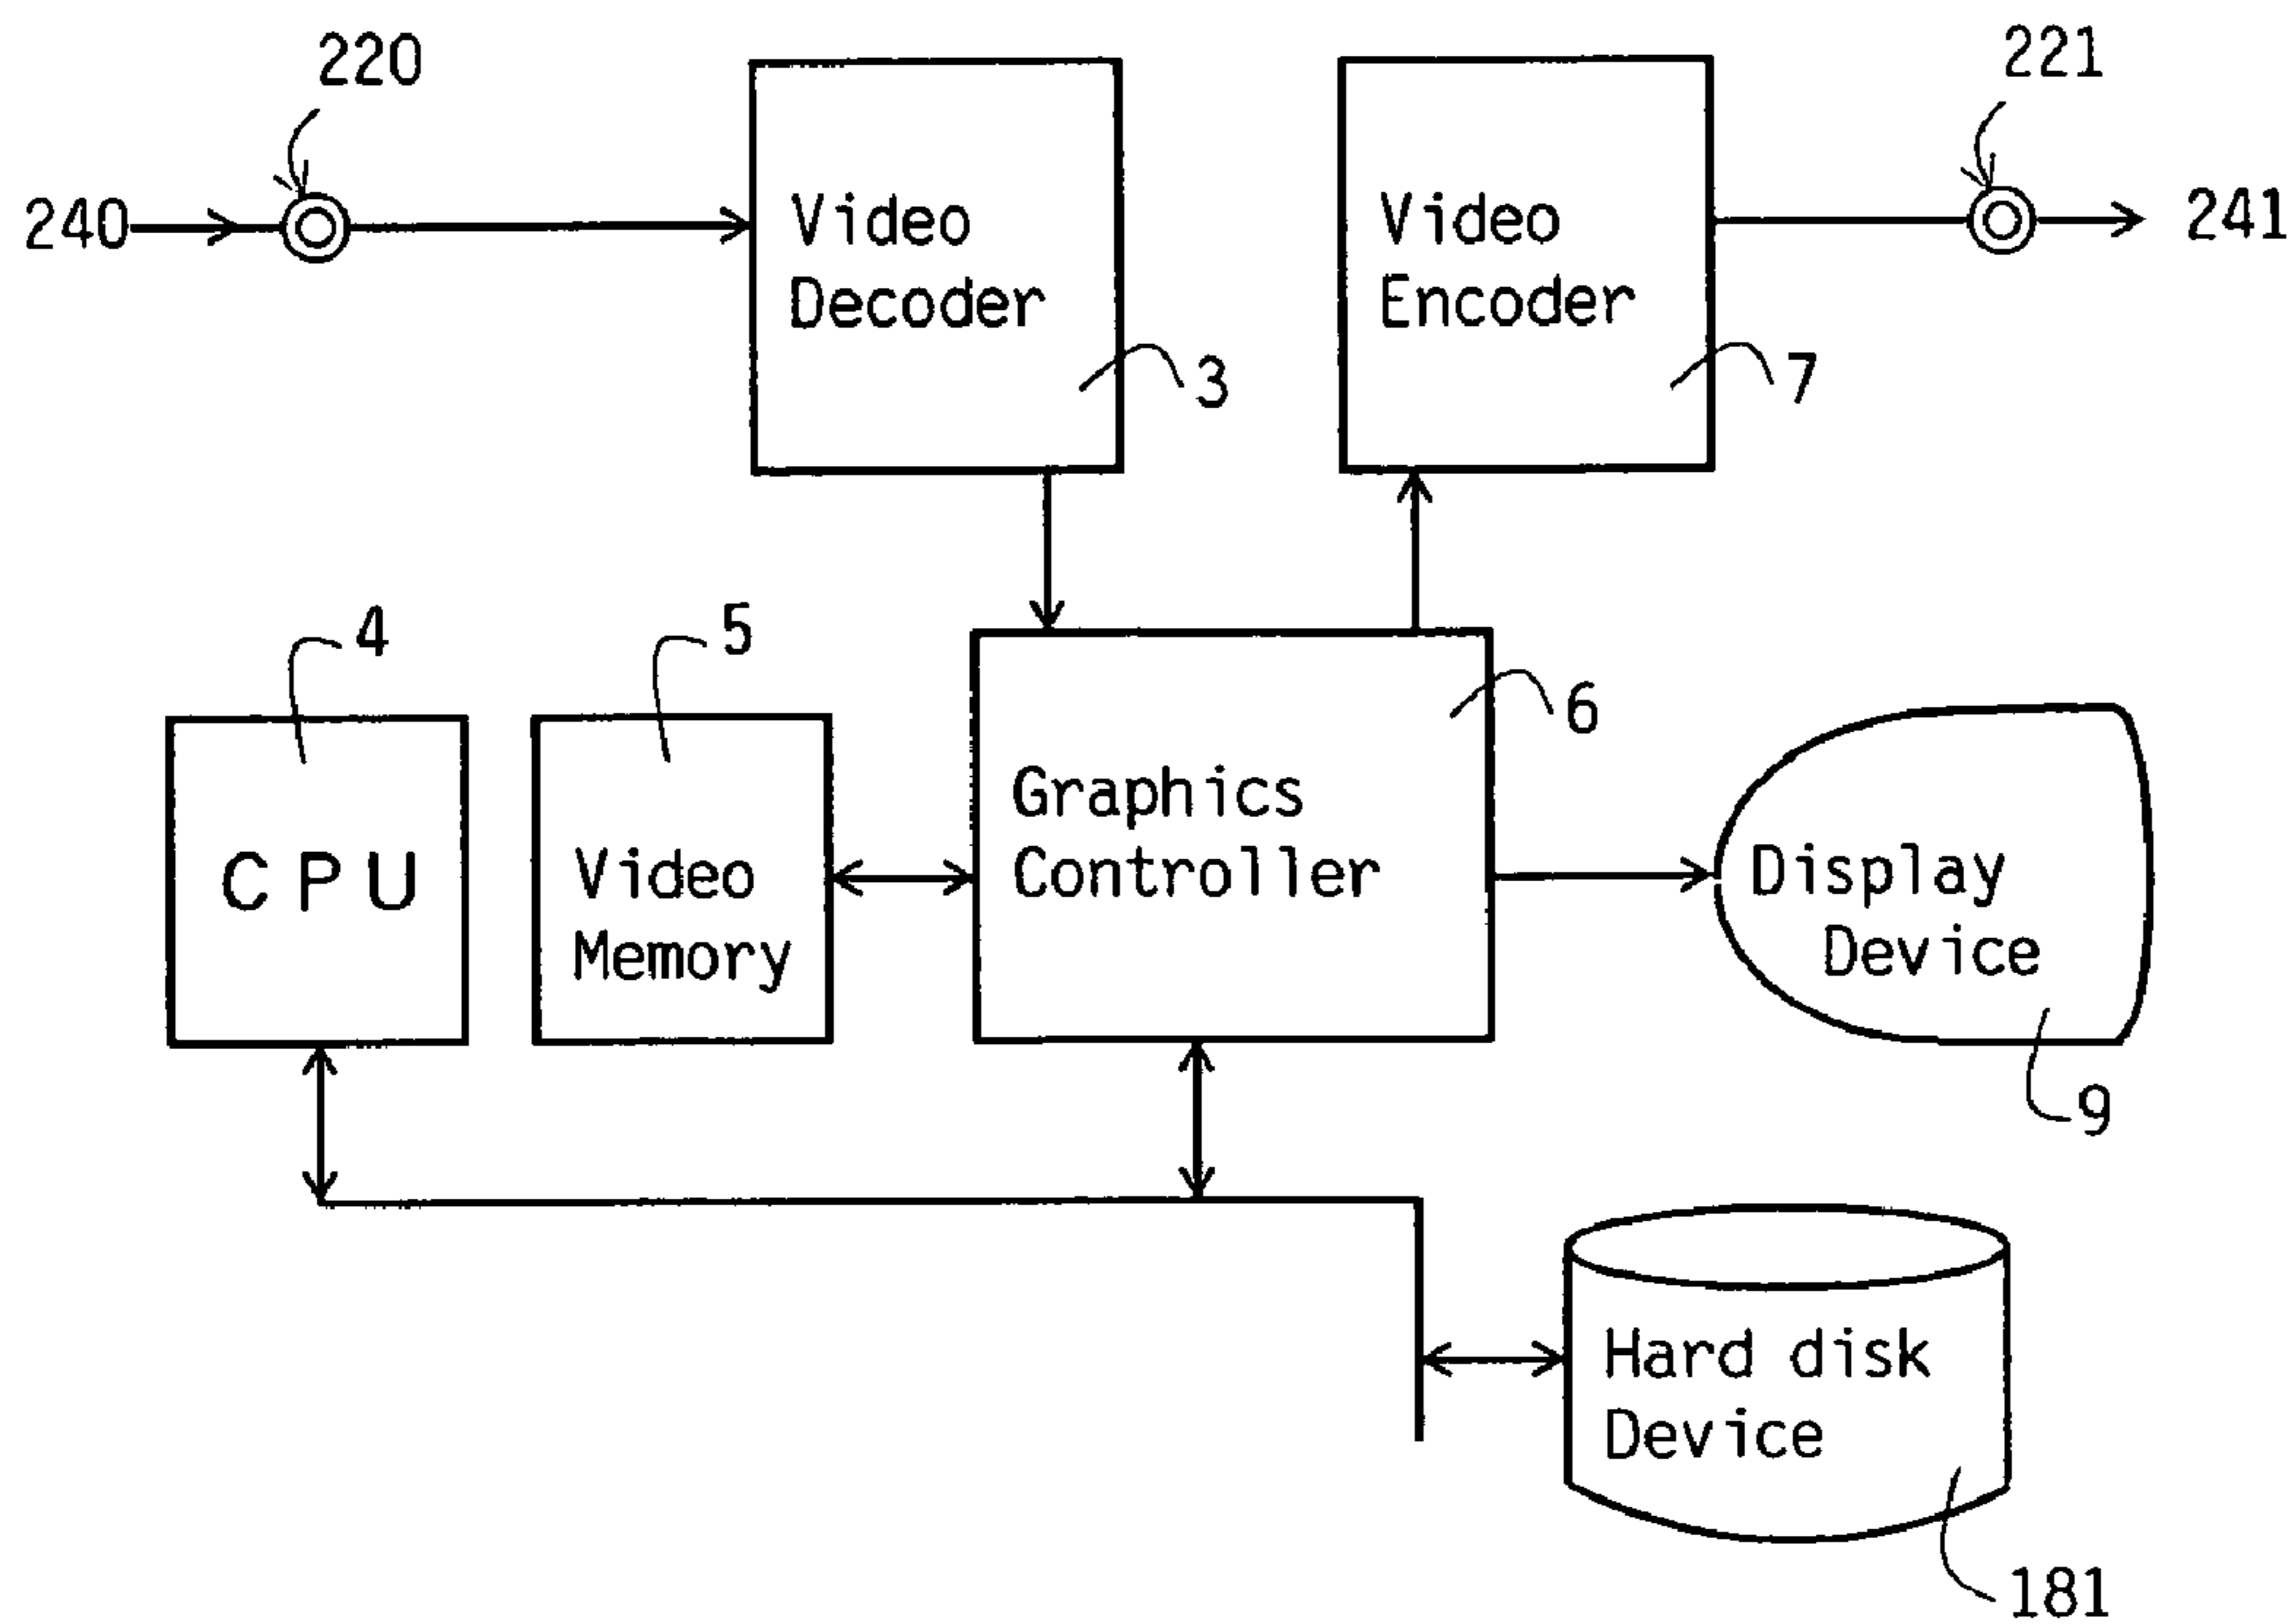 220
221
240
Video
Decoder
Video
Encoder
241
3
7
4
5
6
CPU
Video
Memory
Graphics
Controller
Display
Device
9
Hard disk
Device
181